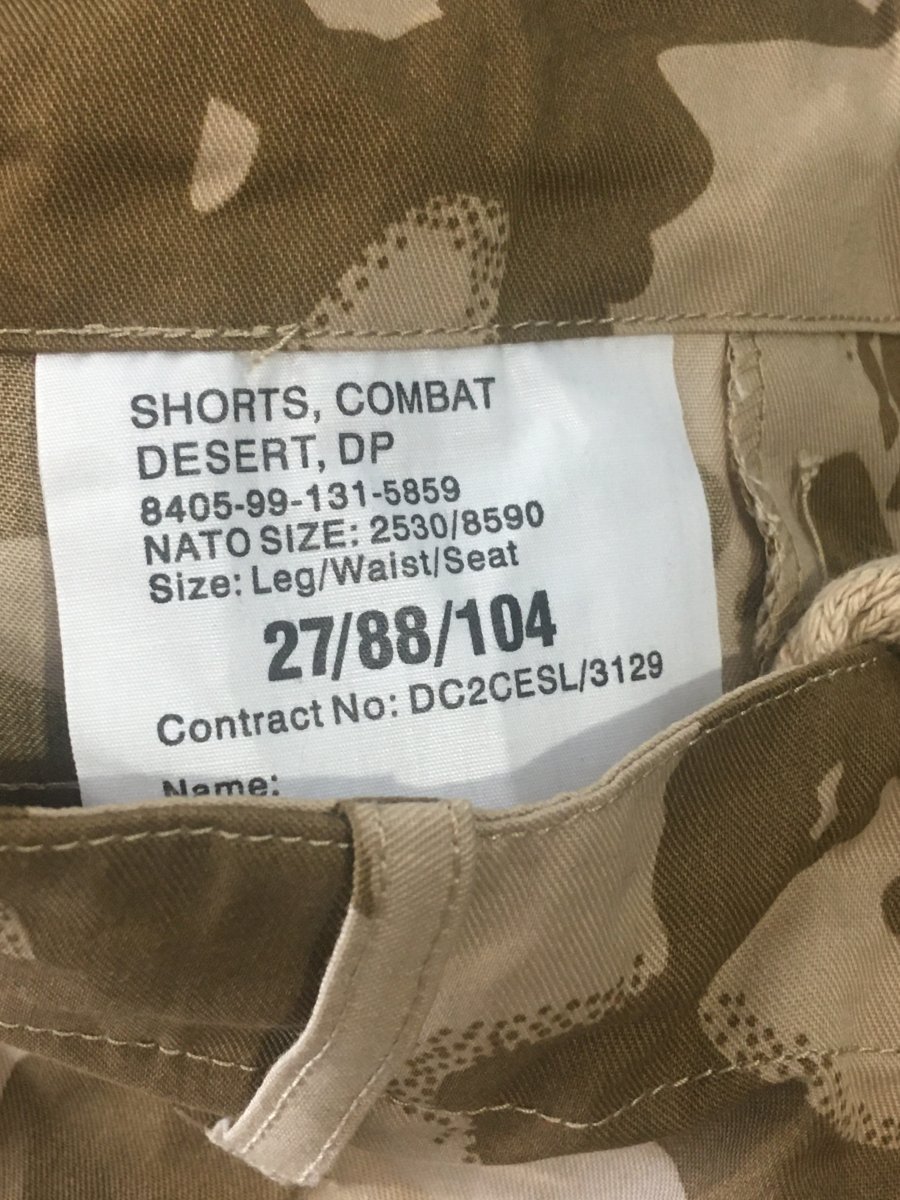 SHORTS, COMBAT
DESERT, DP
8405-99-131-5859
NATO SIZE: 2530/8590
Size: Leg/Waist/Seat
27/88/104
Contract No: DC2CESL/3129
Name: